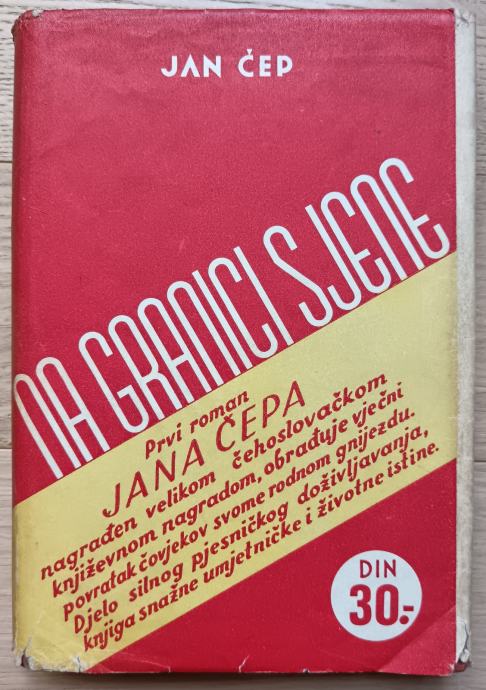 JAN ČEP
NA GRANICI SJENE
Prvi roman
JANA ČEPA
nagrađen velikom čehoslovačkom
književnom nagradom, obrađuje vječni
povratak čovjekov svome rodnom gnijezdu.
Djelo silnog pjesničkog doživljavanja,
knjiga snažne umjetničke i životne istine.
DIN
30.-